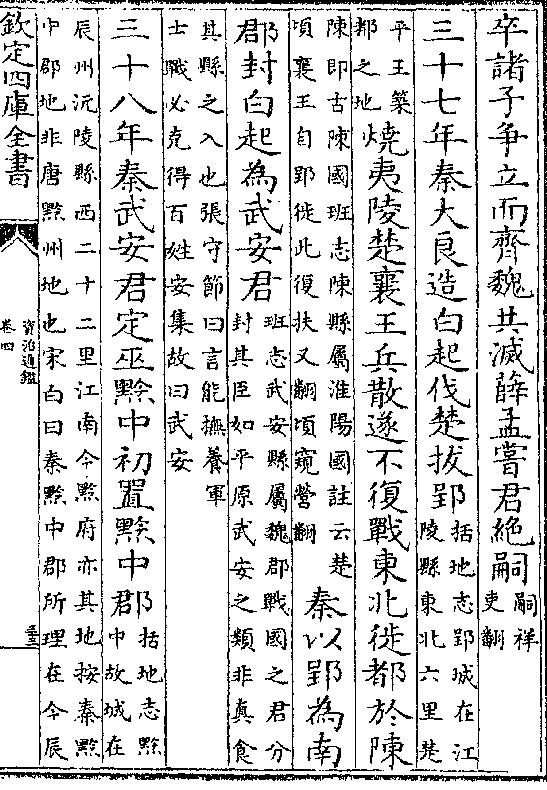 卒諸子爭立而齊魏共滅薛孟嘗君絶嗣
嗣祥
吏翻
三十七年秦大良造白起伐楚拔郢
括地志郢城在江
陵縣東北六里楚
平王築
都之地
燒夷陵楚襄王兵散遂不復戰東北徙都於陳
陳即古陳國班志陳縣屬淮陽國註云楚
頃襄王自郢徙此復扶又翻頃窺營翻
秦以郢為南
郡封白起為武安君
班志武安縣屬魏郡戰國之君分
封其臣如平原武安之類非真食
其縣之入也張守節曰言能撫養軍
士戰必克得百姓安集故曰武安
三十八年秦武安君定巫黔中初置黔中郡
括地志黔
中故城在
辰州沅陵縣西二十二里江南今黔府亦其地按秦黔
中郡地非唐黔州地也宋白曰秦黔中郡所理在今辰
欽定四庫全書
資治通鑑
卷四